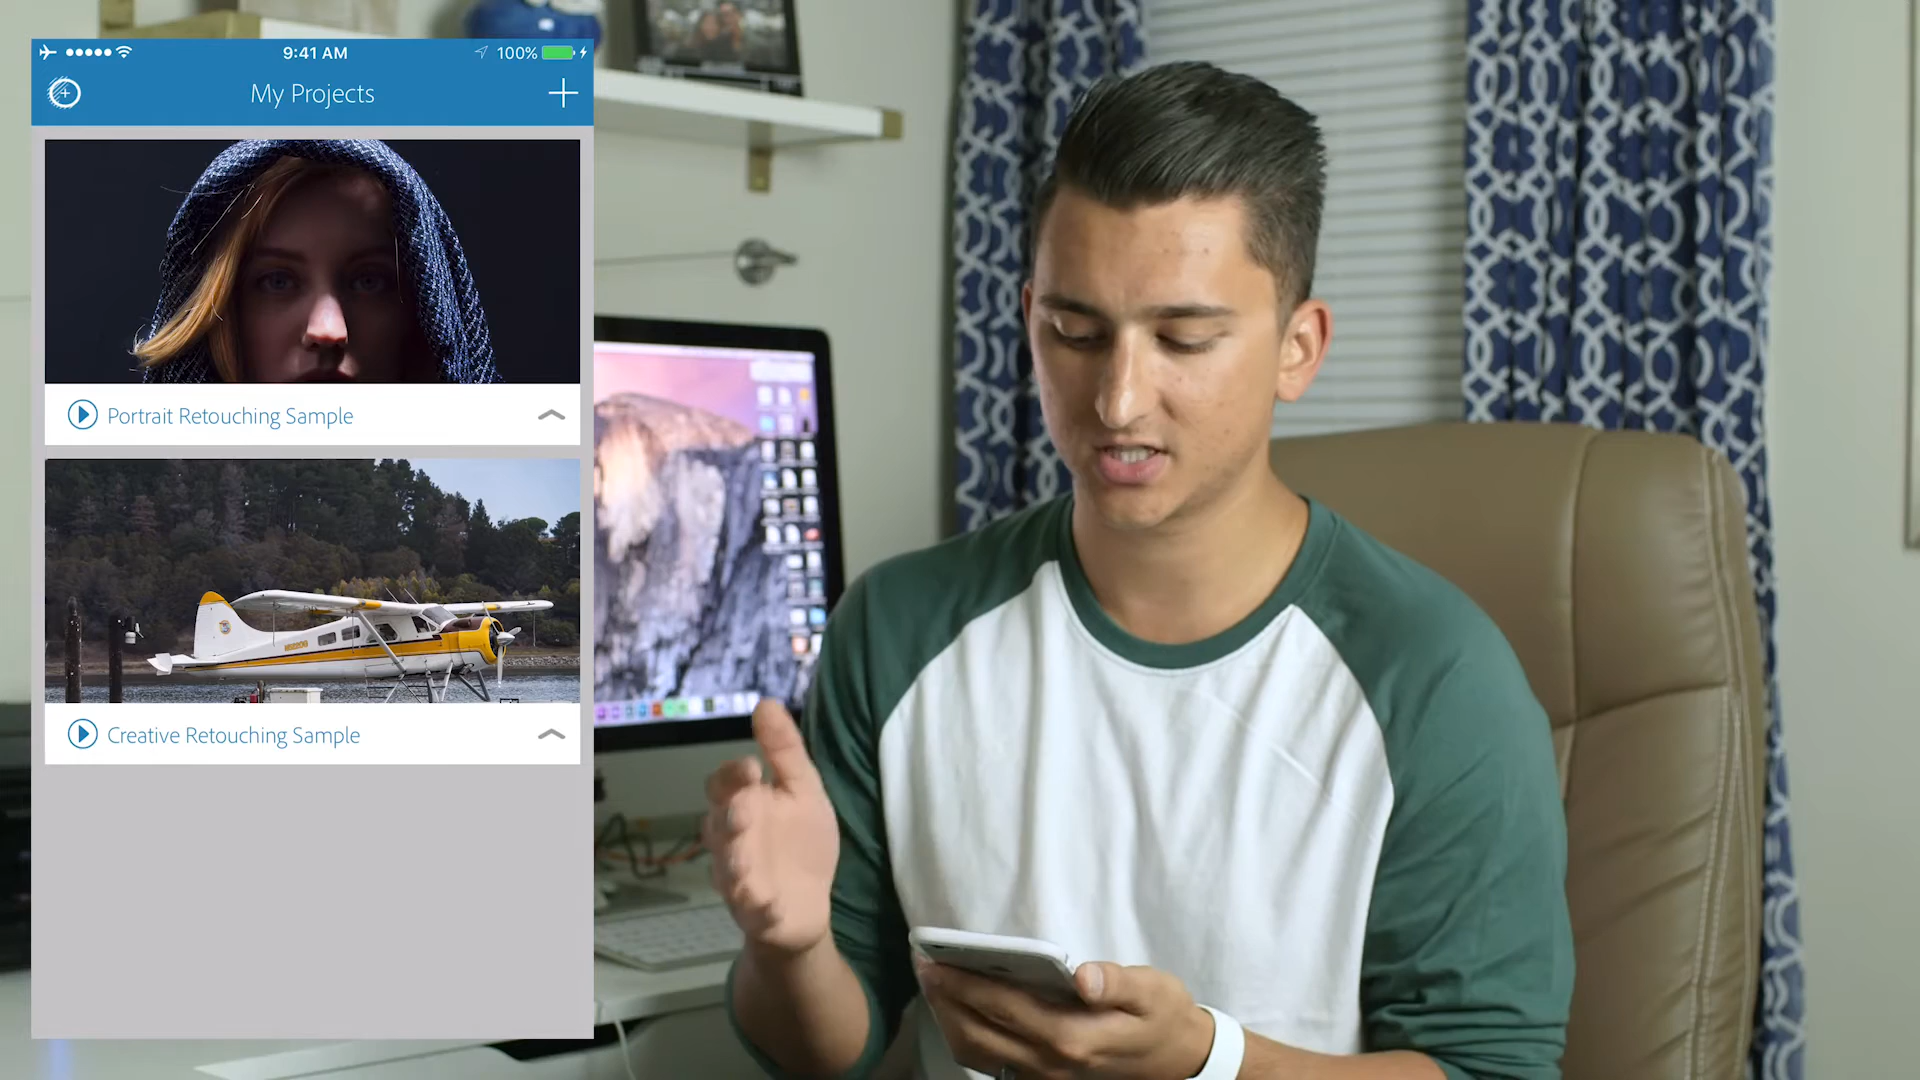 9:41 AM
100%
My Projects
Portrait Retouching Sample
Creative Retouching Sample